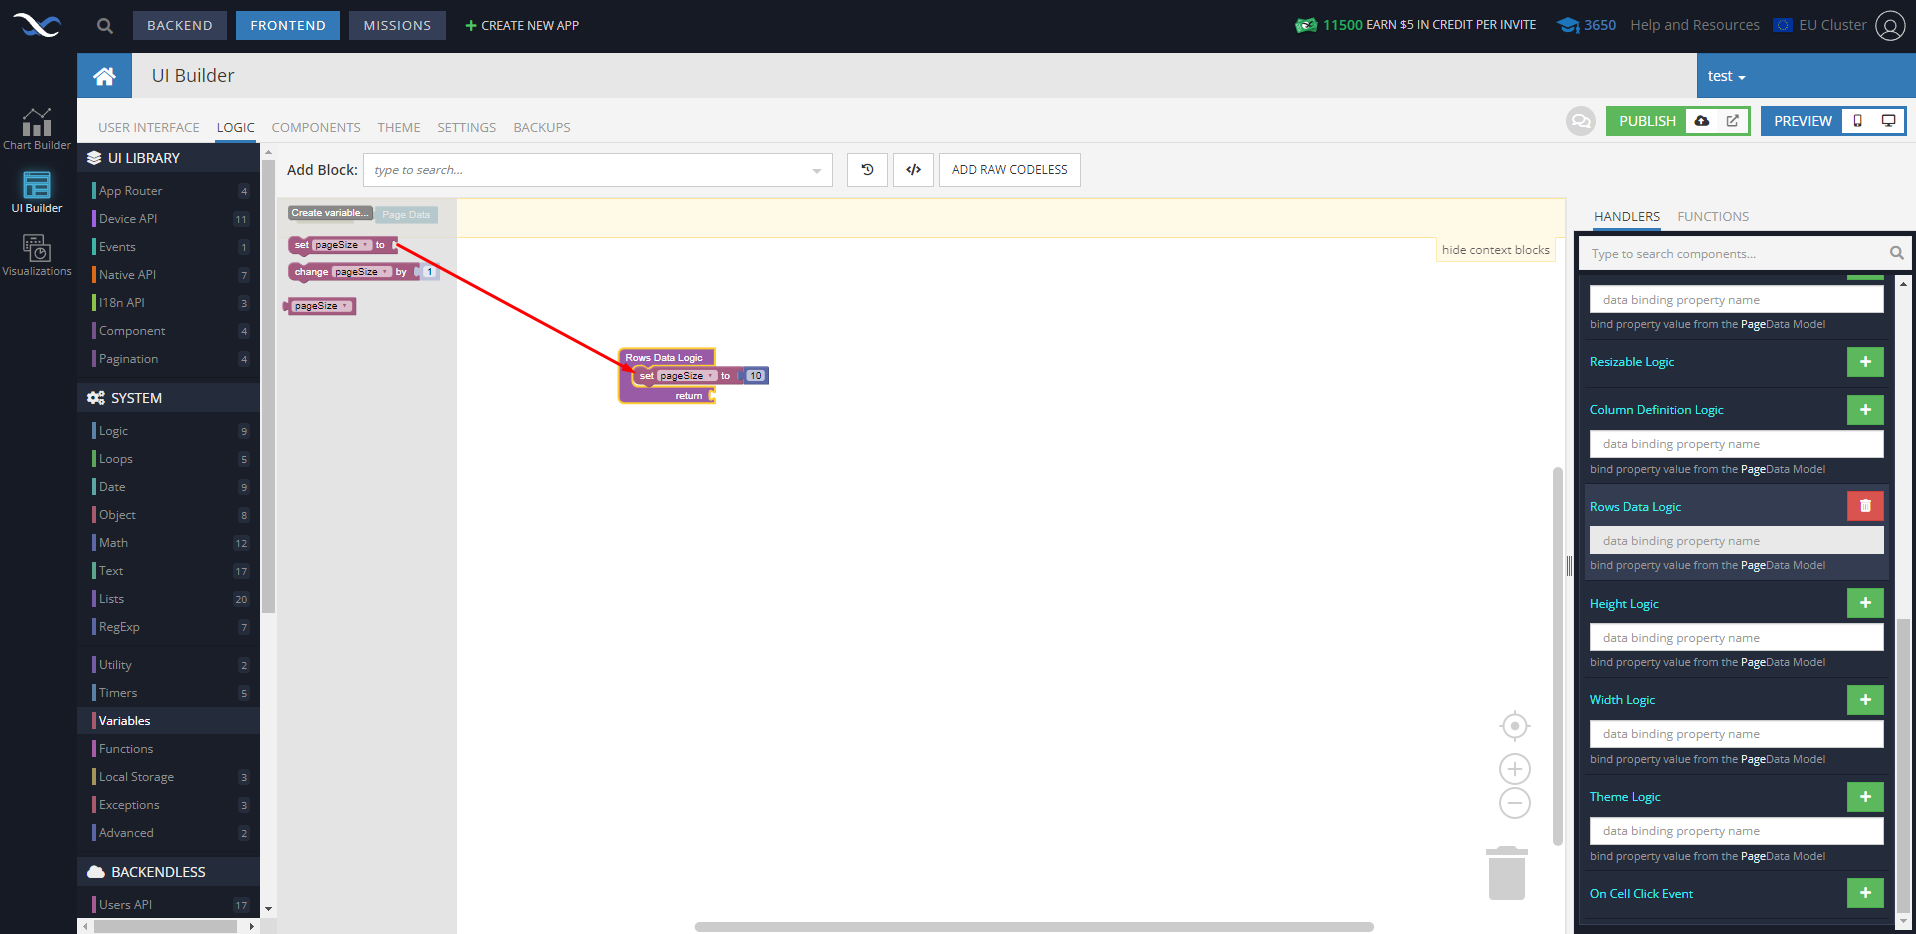 BACKEND FRONTEND MISSIONS + CREATE NEW APP 11500 EARN $5 IN CREDIT PER INVITE 3650 Help and Resources EU Cluster
UI Builder test
USER INTERFACE LOGIC COMPONENTS THEME SETTINGS BACKUPS PUBLISH PREVIEW
Chart Builder
UI Builder
Visualizations
UI LIBRARY
App Router 4
Device API 11
Events 1
Native API 7
I18n API 3
Component 4
Pagination 4
SYSTEM
Logic 9
Loops 5
Date 9
Object 8
Math 12
Text 17
Lists 20
RegExp 7
Utility 2
Timers 5
Variables
Functions
Local Storage 3
Exceptions 3
Advanced 2
BACKENDLESS
Users API 17
Add Block: type to search... </> ADD RAW CODELESS
Create variable... Page Data
set pageSize to
change pageSize by 1
pageSize
hide context blocks
Rows Data Logic
set pageSize to 10
return
HANDLERS FUNCTIONS
Type to search components...
data binding property name
bind property value from the PageData Model
Resizable Logic
Column Definition Logic
data binding property name
bind property value from the PageData Model
Rows Data Logic
data binding property name
bind property value from the PageData Model
Height Logic
data binding property name
bind property value from the PageData Model
Width Logic
data binding property name
bind property value from the PageData Model
Theme Logic
data binding property name
bind property value from the PageData Model
On Cell Click Event